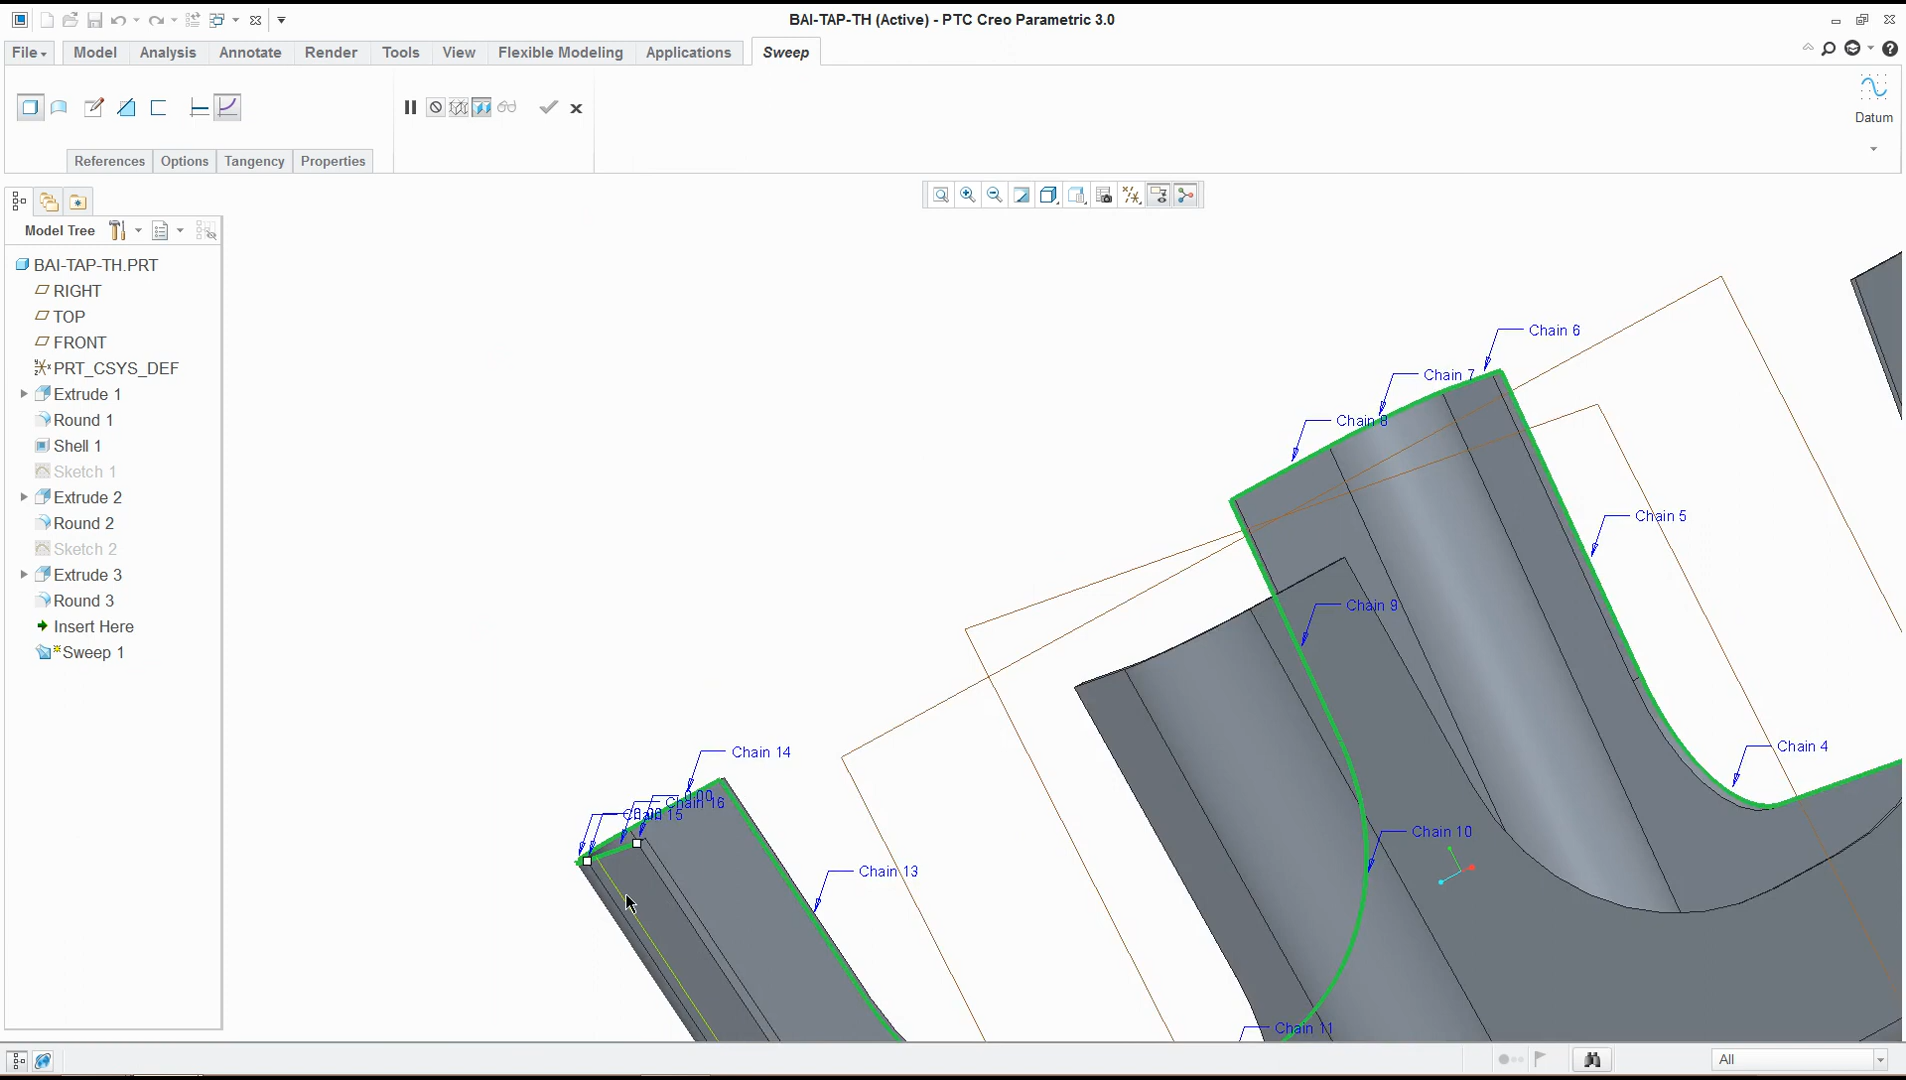 BAI-TAP-TH (Active) - PTC Creo Parametric 3.0
File Model Analysis Annotate Render Tools View Flexible Modeling Applications Sweep
Datum
References Options Tangency Properties
Model Tree
BAI-TAP-TH.PRT
RIGHT
TOP
FRONT
PRT_CSYS_DEF
Extrude 1
Round 1
Shell 1
Sketch 1
Extrude 2
Round 2
Sketch 2
Extrude 3
Round 3
Insert Here
Sweep 1
Chain 6
Chain 7
Chain 8
Chain 5
Chain 9
Chain 4
Chain 14
0.00
Chain 16
Chain 15
Chain 10
Chain 13
Chain 11
All